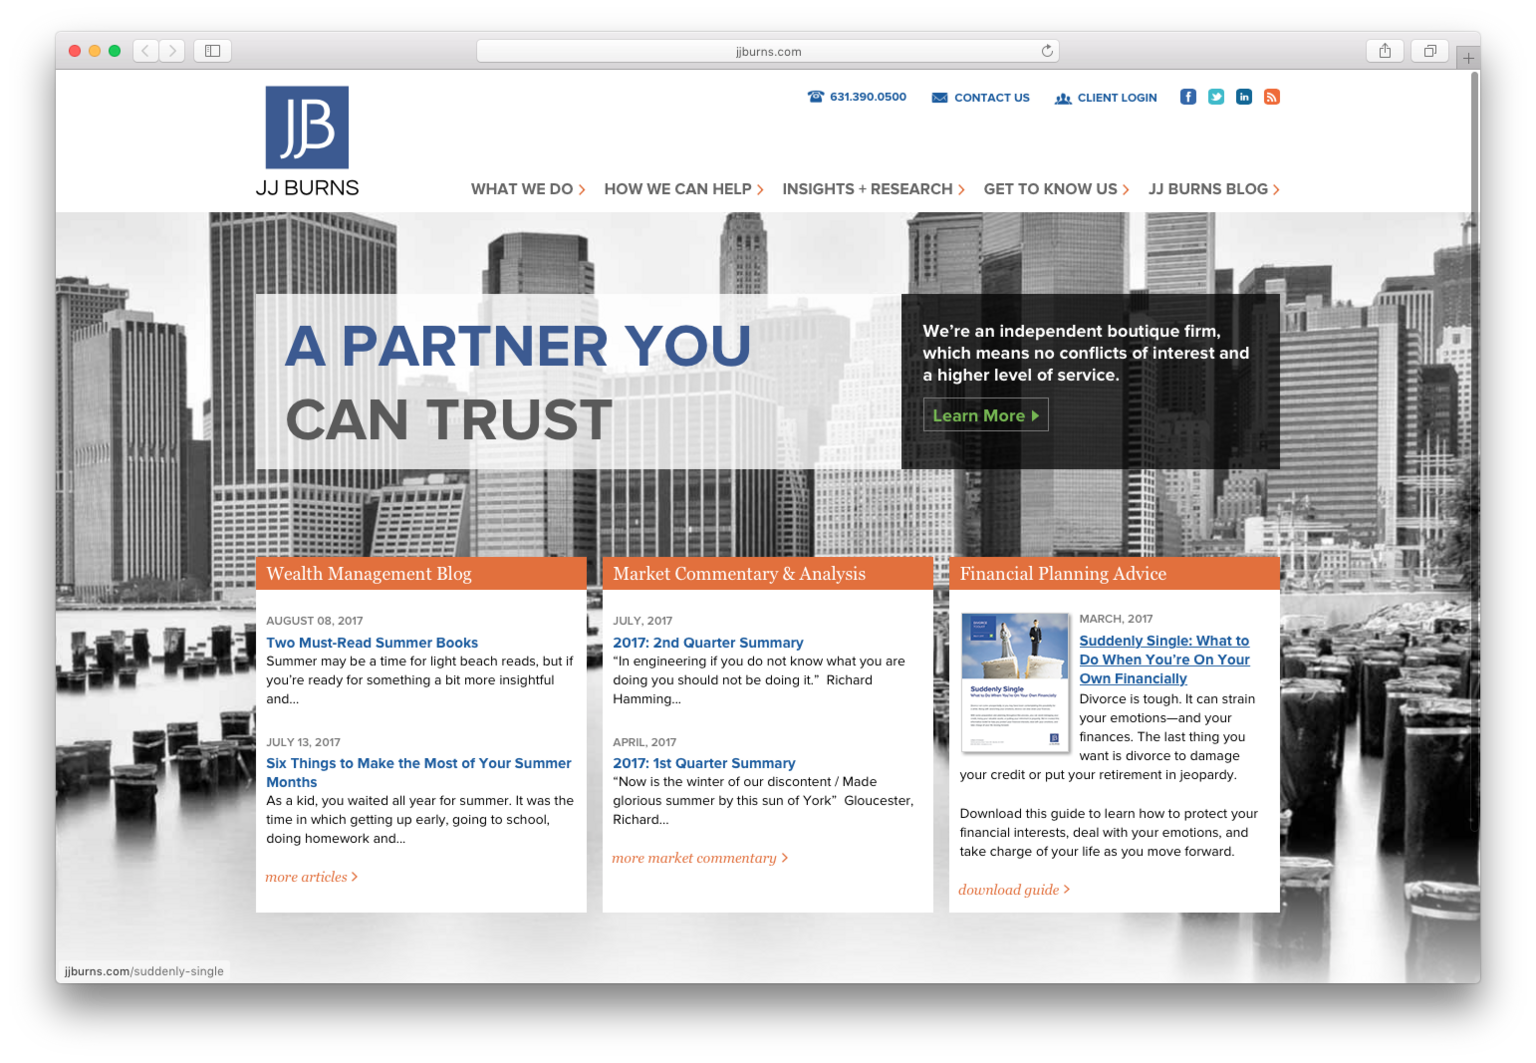 jjburns.com
JJB
JJ BURNS
631.390.0500
CONTACT US
CLIENT LOGIN
WHAT WE DO
HOW WE CAN HELP
INSIGHTS + RESEARCH
GET TO KNOW US
JJ BURNS BLOG
A PARTNER YOU
CAN TRUST
We’re an independent boutique firm,
which means no conflicts of interest and
a higher level of service.
Learn More
Wealth Management Blog
AUGUST 08, 2017
Two Must-Read Summer Books
Summer may be a time for light beach reads, but if
you’re ready for something a bit more insightful
and...
JULY 13, 2017
Six Things to Make the Most of Your Summer
Months
As a kid, you waited all year for summer. It was the
time in which getting up early, going to school,
doing homework and...
more articles
Market Commentary & Analysis
JULY, 2017
2017: 2nd Quarter Summary
“In engineering if you do not know what you are
doing you should not be doing it.”  Richard
Hamming...
APRIL, 2017
2017: 1st Quarter Summary
“Now is the winter of our discontent / Made
glorious summer by this sun of York”  Gloucester,
Richard...
more market commentary
Financial Planning Advice
Suddenly Single
What to Do When You're On Your Own Financially
MARCH, 2017
Suddenly Single: What to
Do When You’re On Your
Own Financially
Divorce is tough. It can strain
your emotions—and your
finances. The last thing you
want is divorce to damage
your credit or put your retirement in jeopardy.
Download this guide to learn how to protect your
financial interests, deal with your emotions, and
take charge of your life as you move forward.
download guide
jjburns.com/suddenly-single